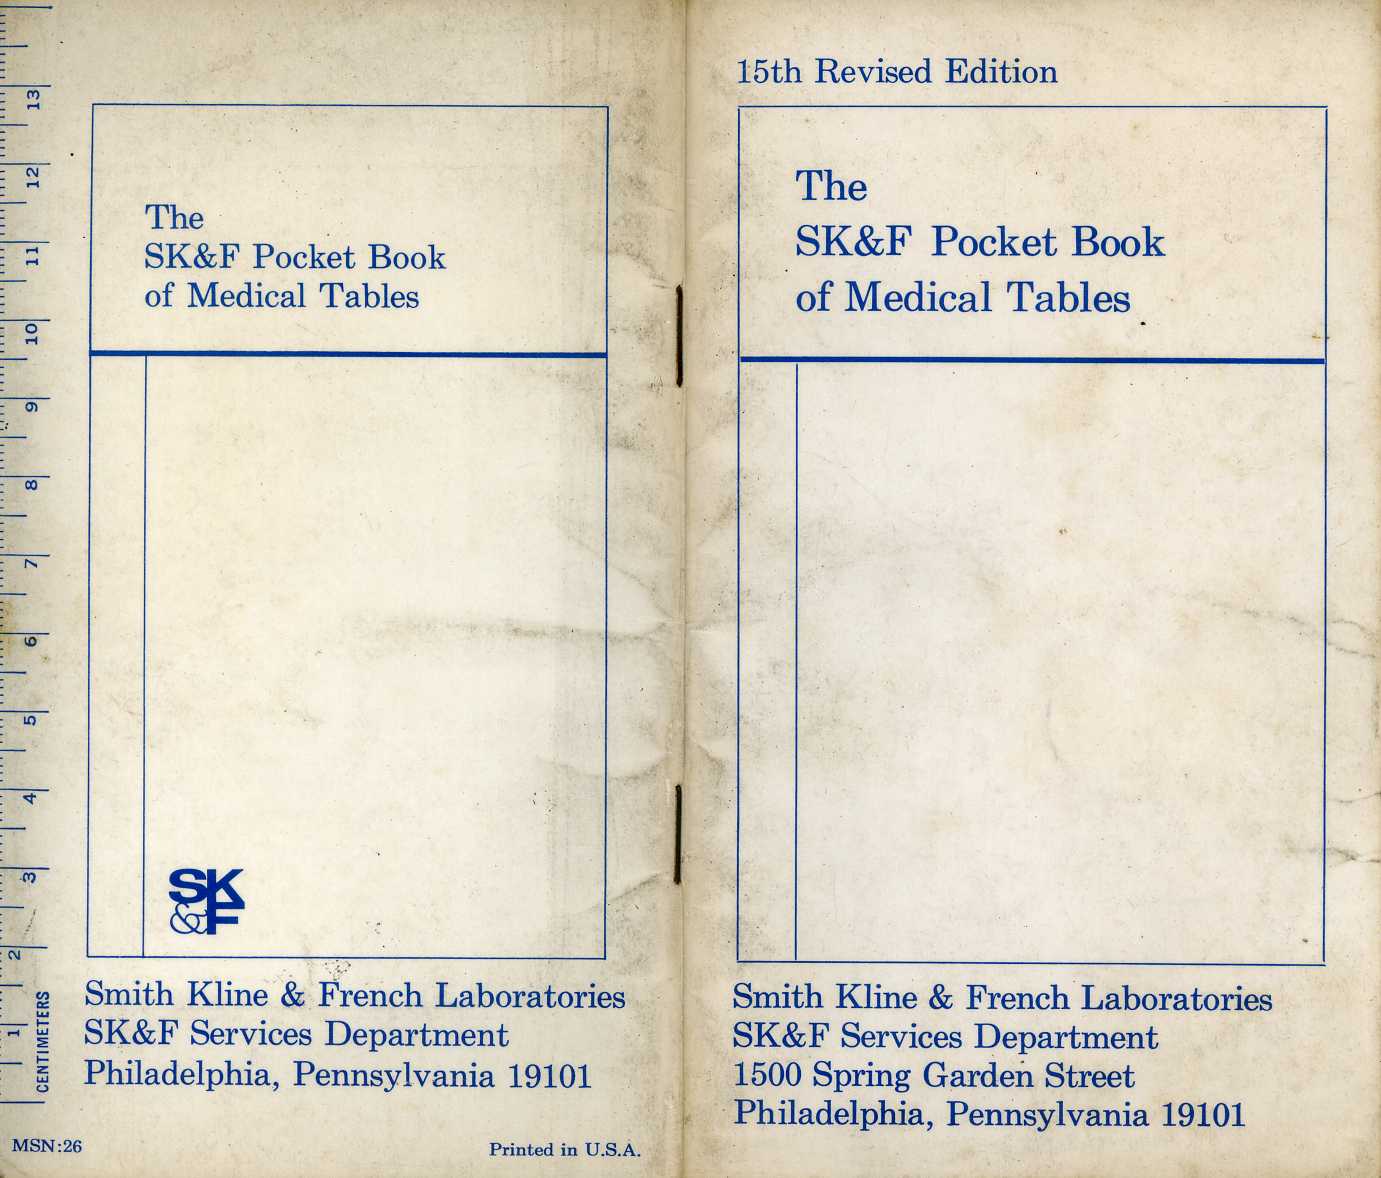 13
12
11
10
9
8
7
6
5
4
3
2
1
CENTIMETERS
The
SK&F Pocket Book
of Medical Tables
SK
&F
Smith Kline & French Laboratories
SK&F Services Department
Philadelphia, Pennsylvania 19101
MSN:26
Printed in U.S.A.
15th Revised Edition
The
SK&F Pocket Book
of Medical Tables
Smith Kline & French Laboratories
SK&F Services Department
1500 Spring Garden Street
Philadelphia, Pennsylvania 19101